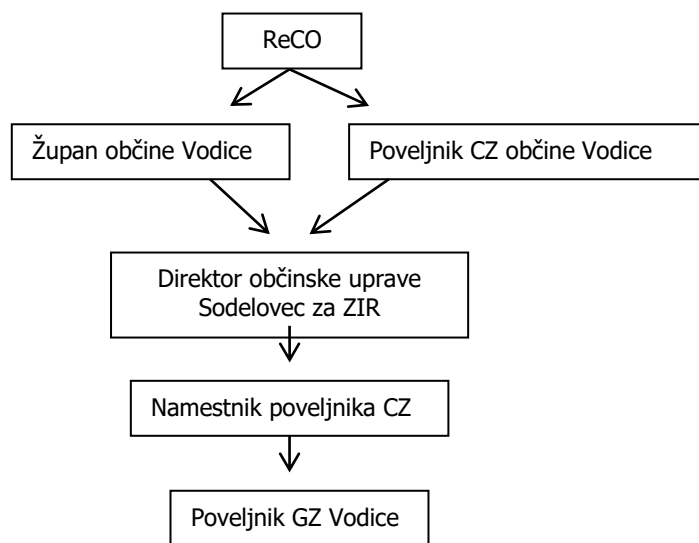 ReCO
Župan občine Vodice
Poveljnik CZ občine Vodice
Direktor občinske uprave
Sodelovec za ZIR
Namestnik poveljnika CZ
Poveljnik GZ Vodice